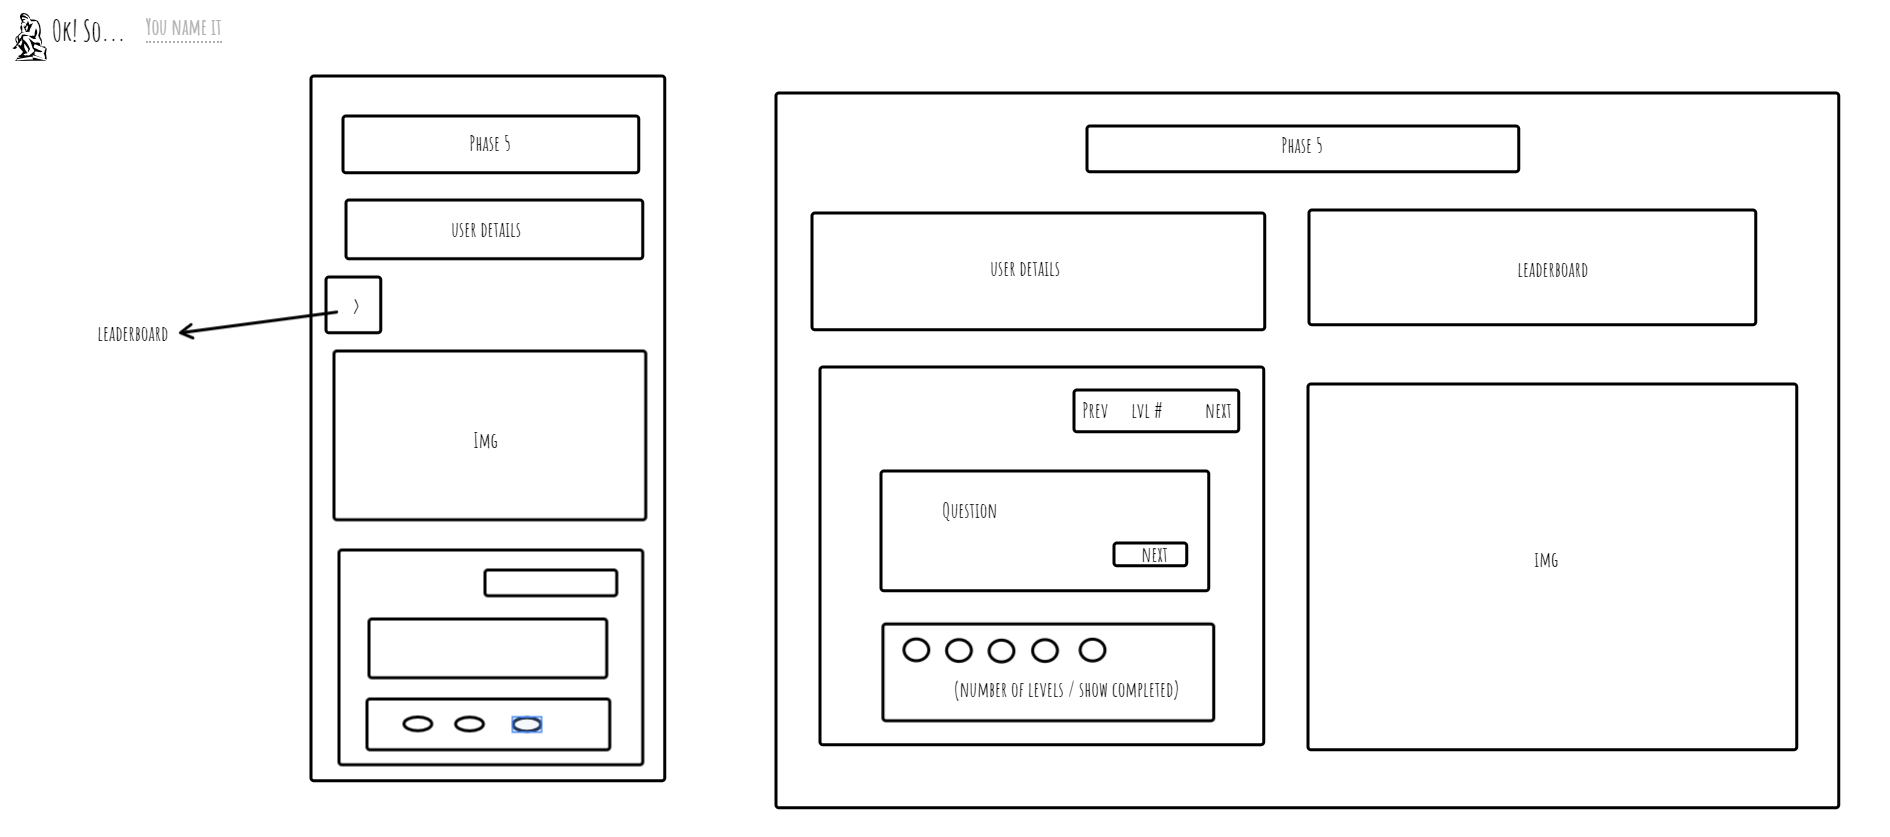 Ok! So...
You name it
Phase 5
user details
>
leaderboard
Img
Phase 5
user details
leaderboard
Prev lvl # next
Question
next
(number of levels / show completed)
img